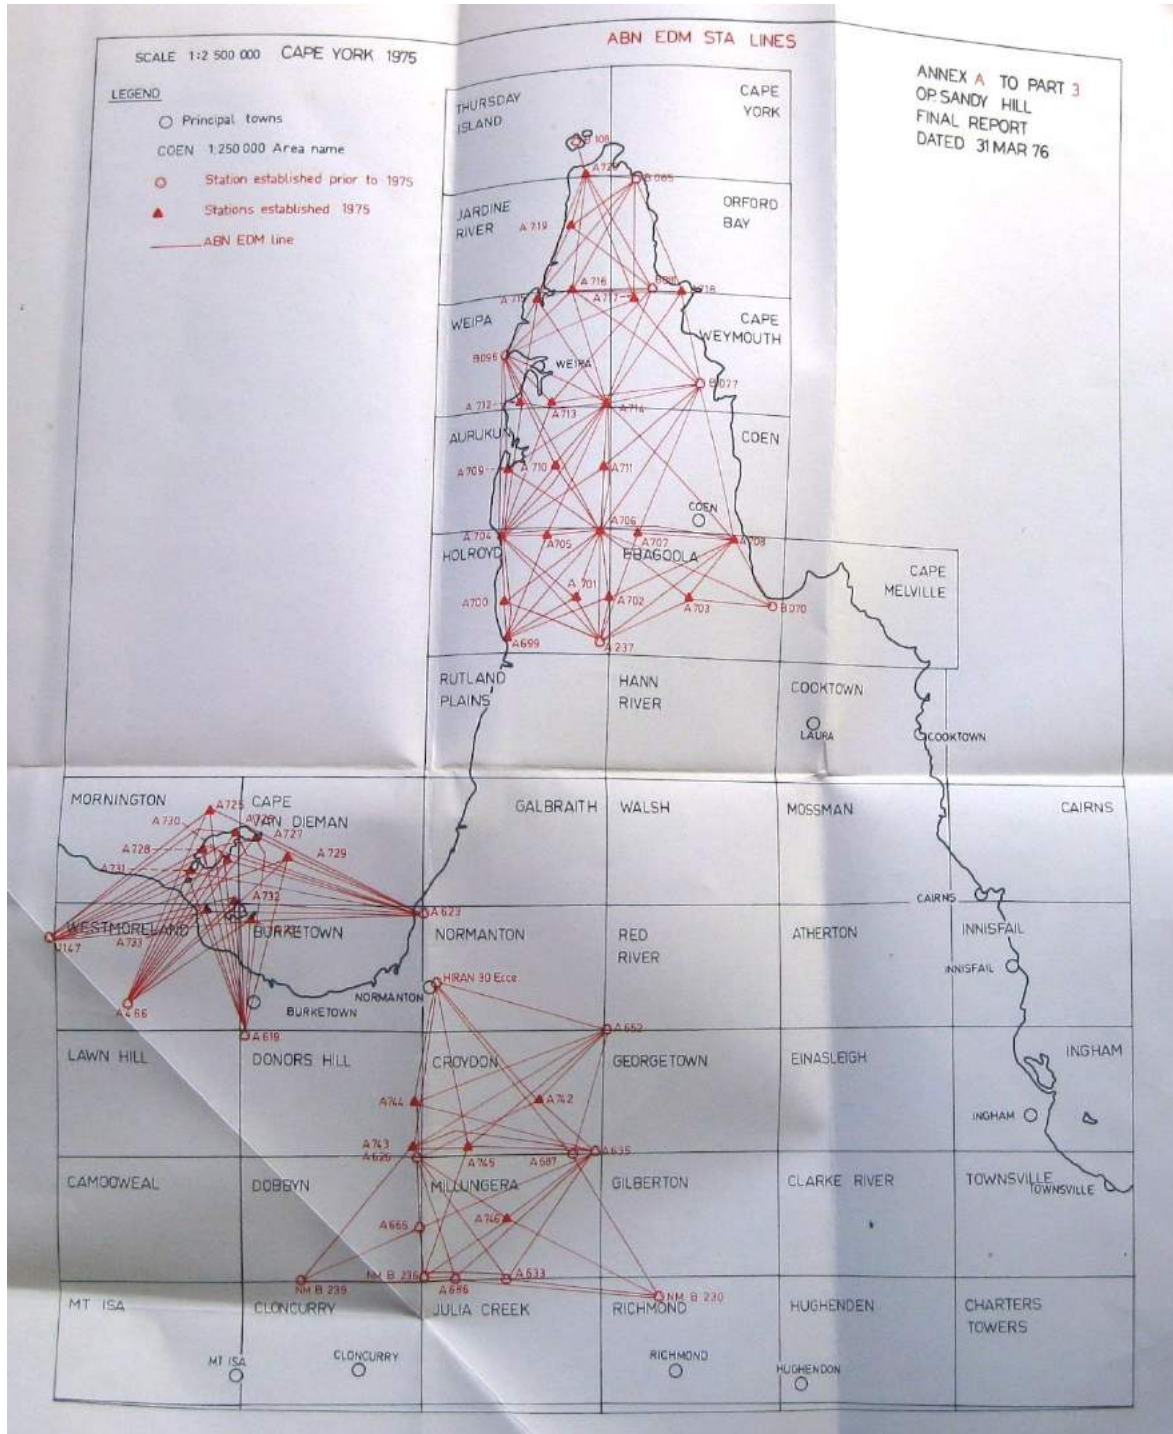 ABN EDM STA LINES
SCALE 1:2 500 000 CAPE YORK 1975
ANNEX A TO PART 3
OP. SANDY HILL
FINAL REPORT
DATED 31 MAR 76
LEGEND
Principal towns
COEN 1:250 000 Area name
Station established prior to 1975
Stations established 1975
ABN EDM line
THURSDAY
ISLAND
CAPE
YORK
B 065
JARDINE
RIVER
ORFORD
BAY
A 719
A 716
A 715
A 717
A 718
WEIPA
CAPE
WEYMOUTH
B 096
WEIPA
B 077
A 712
A 713
A 714
AURUKUN
COEN
A 709
A 710
A 711
COEN
A 706
A 704
A 705
A 707
A 708
HOLROYD
EBAGOOLA
CAPE
MELVILLE
A 701
A 700
A 702
A 703
B 070
A 699
A 237
RUTLAND
PLAINS
HANN
RIVER
COOKTOWN
LAURA
COOKTOWN
MORNINGTON
CAPE
VAN DIEMAN
GALBRAITH
WALSH
MOSSMAN
CAIRNS
A 725
A 730
A 727
A 728
A 729
A 731
A 732
CAIRNS
A 623
WESTMORELAND
BURKETOWN
NORMANTON
RED
RIVER
ATHERTON
INNISFAIL
A 733
INNISFAIL
HIRAN 30 Ecce
NORMANTON
A 466
BURKETOWN
A 619
A 652
LAWN HILL
DONORS HILL
CROYDON
GEORGETOWN
EINASLEIGH
INGHAM
A 744
A 742
INGHAM
A 743
A 626
A 745
A 687
A 635
CAMOOWEAL
DOBBYN
MILLUNGERA
GILBERTON
CLARKE RIVER
TOWNSVILLE
TOWNSVILLE
A 665
A 746
NM B 239
NM B 236
A 686
A 633
NM B 230
MT ISA
CLONCURRY
JULIA CREEK
RICHMOND
HUGHENDEN
CHARTERS
TOWERS
MT ISA
CLONCURRY
RICHMOND
HUGHENDON